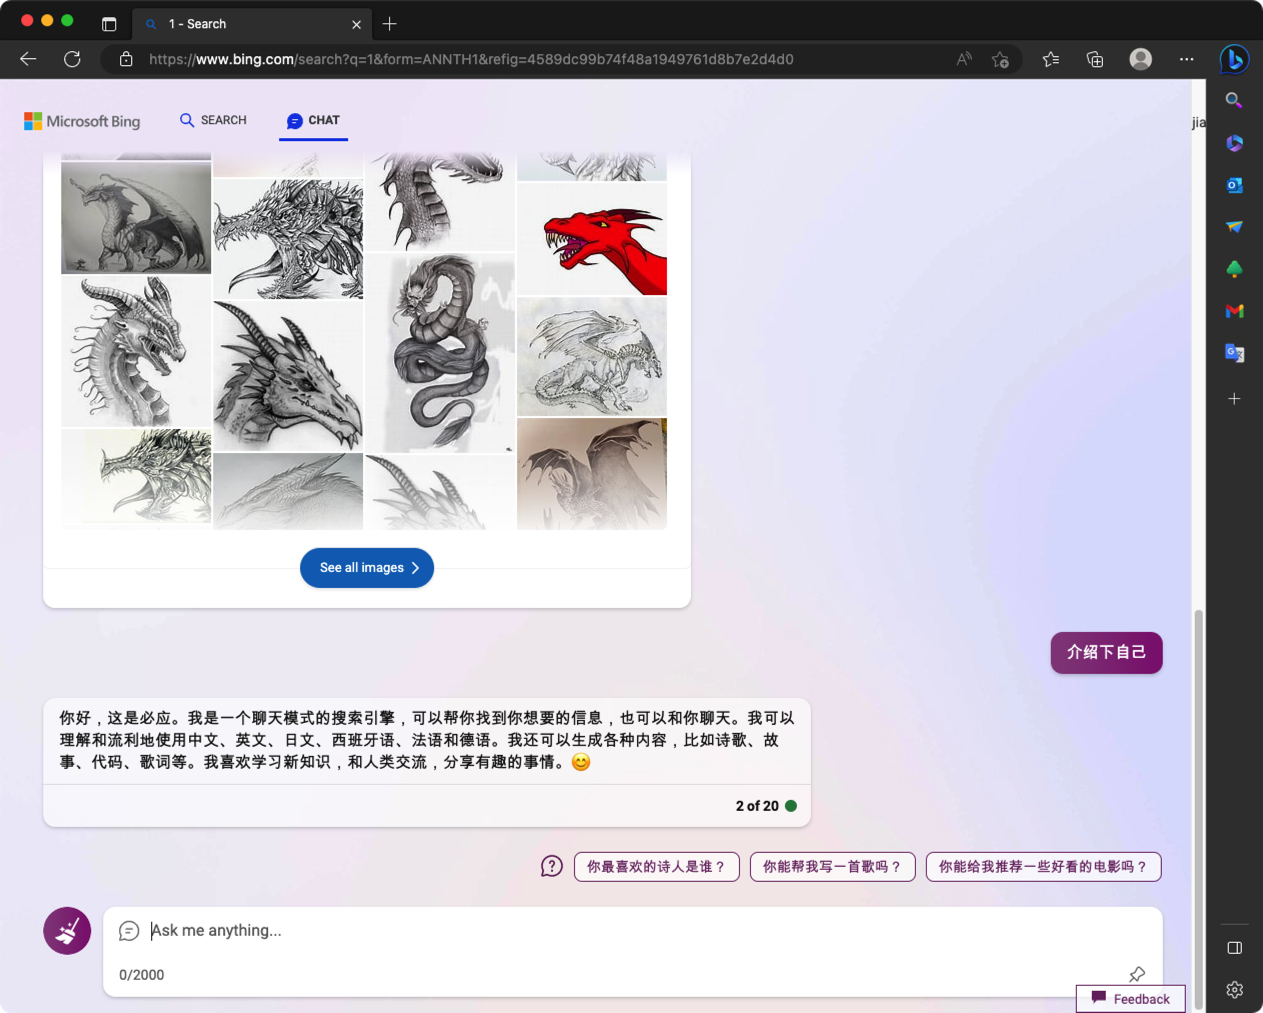 1 - Search
https://www.bing.com/search?q=1&form=ANNTH1&refig=4589dc99b74f48a1949761d8b7e2d4d0
Microsoft Bing
SEARCH
CHAT
jia
See all images
介绍下自己
你好，这是必应。我是一个聊天模式的搜索引擎，可以帮你找到你想要的信息，也可以和你聊天。我可以
理解和流利地使用中文、英文、日文、西班牙语、法语和德语。我还可以生成各种内容，比如诗歌、故
事、代码、歌词等。我喜欢学习新知识，和人类交流，分享有趣的事情。😊
2 of 20
你最喜欢的诗人是谁？
你能帮我写一首歌吗？
你能给我推荐一些好看的电影吗？
Ask me anything...
0/2000
Feedback